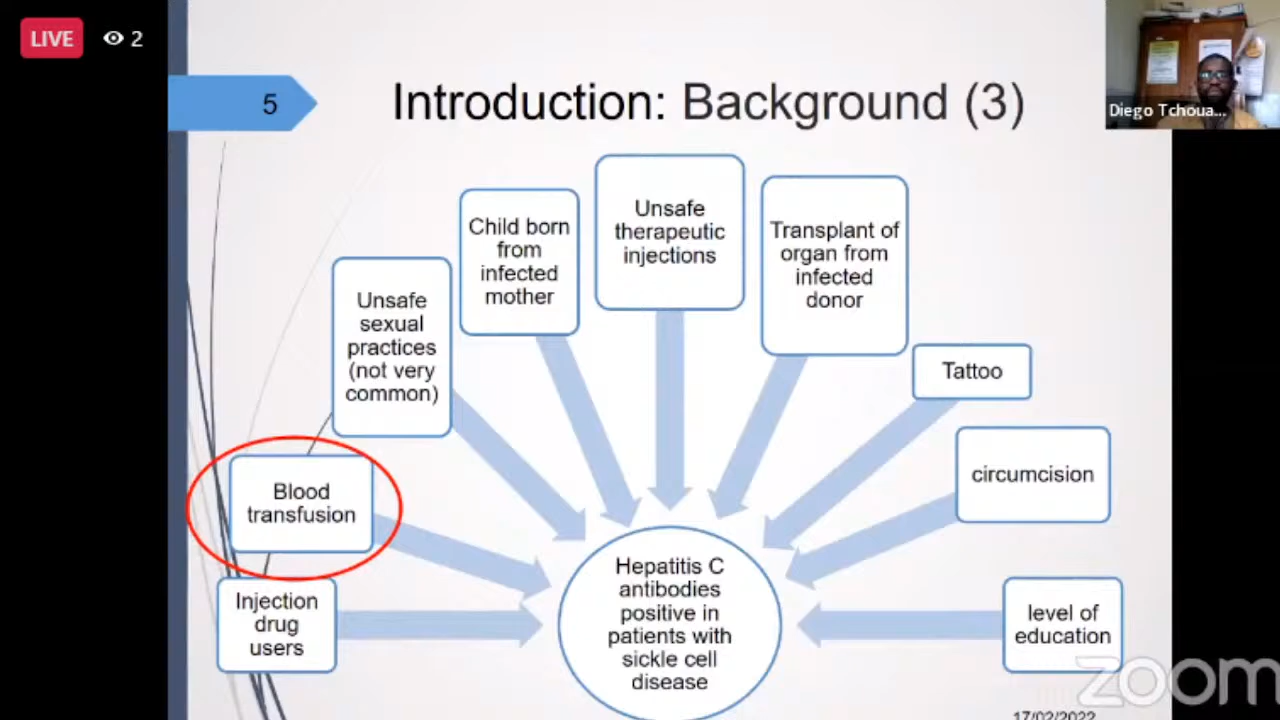 LIVE
2
Diego Tchoua...
5
Introduction: Background (3)
Unsafe
therapeutic
injections
Transplant of
organ from
infected
donor
Child born
from
infected
mother
Unsafe
sexual
practices
(not very
common)
Tattoo
circumcision
Blood
transfusion
Injection
drug
users
level of
education
Hepatitis C
antibodies
positive in
patients with
sickle cell
disease
zoom
17/02/2022